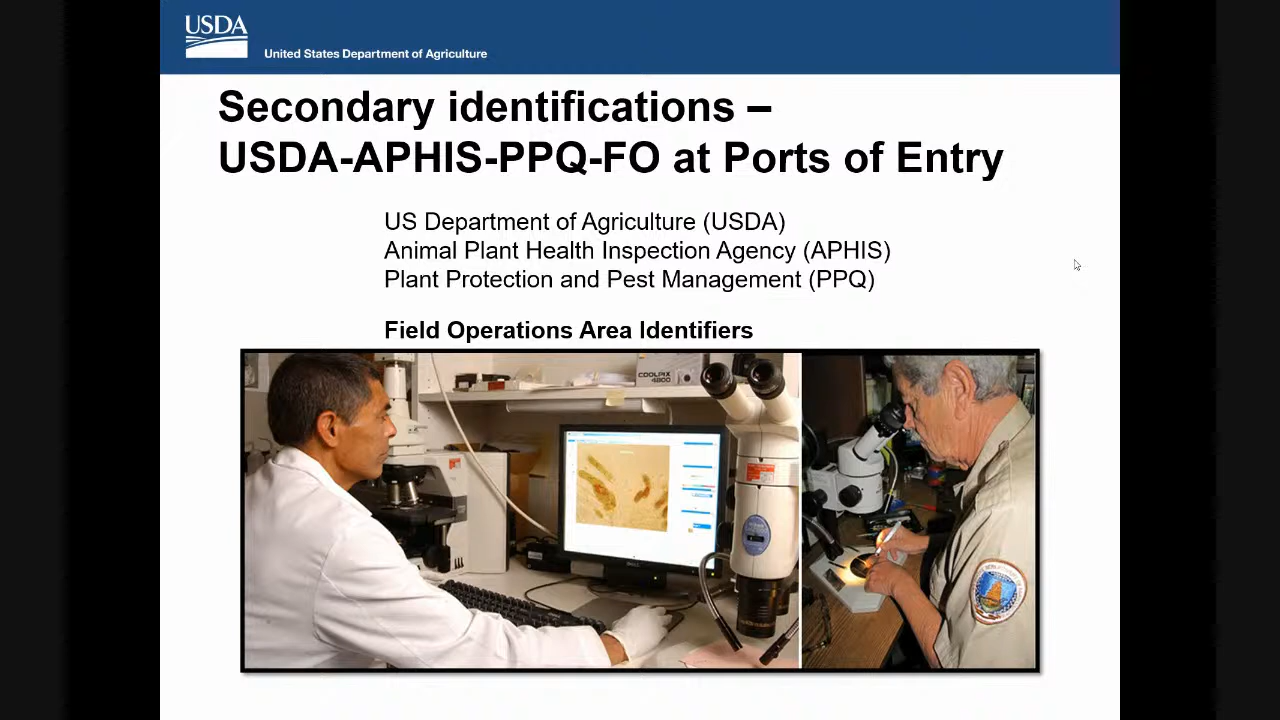 USDA
United States Department of Agriculture
Secondary identifications –
USDA-APHIS-PPQ-FO at Ports of Entry
US Department of Agriculture (USDA)
Animal Plant Health Inspection Agency (APHIS)
Plant Protection and Pest Management (PPQ)
Field Operations Area Identifiers
COOLPIX
4800
DELL